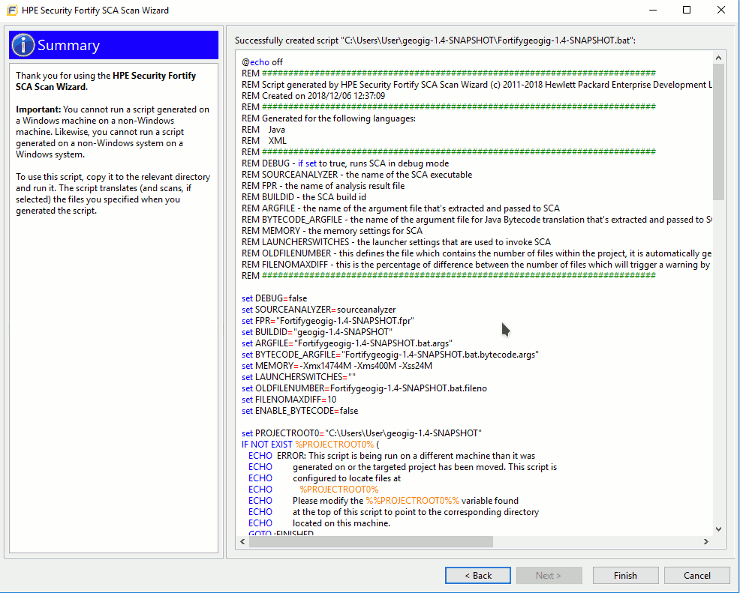 HPE Security Fortify SCA Scan Wizard
Summary
Thank you for using the HPE Security Fortify
SCA Scan Wizard.
Important: You cannot run a script generated on
a Windows machine on a non-Windows
machine. Likewise, you cannot run a script
generated on a non-Windows system on a
Windows system.
To use this script, copy it to the relevant directory
and run it. The script translates (and scans, if
selected) the files you specified when you
generated the script.
Successfully created script "C:\Users\User\geogig-1.4-SNAPSHOT\Fortifygeogig-1.4-SNAPSHOT.bat":
@echo off
REM ###########################################################################
REM Script generated by HPE Security Fortify SCA Scan Wizard (c) 2011-2018 Hewlett Packard Enterprise Development L
REM Created on 2018/12/06 12:37:09
REM ###########################################################################
REM Generated for the following languages:
REM Java
REM XML
REM ###########################################################################
REM DEBUG - if set to true, runs SCA in debug mode
REM SOURCEANALYZER - the name of the SCA executable
REM FPR - the name of analysis result file
REM BUILDID - the SCA build id
REM ARGFILE - the name of the argument file that's extracted and passed to SCA
REM BYTECODE_ARGFILE - the name of the argument file for Java Bytecode translation that's extracted and passed to S
REM MEMORY - the memory settings for SCA
REM LAUNCHERSWITCHES - the launcher settings that are used to invoke SCA
REM OLDFILENUMBER - this defines the file which contains the number of files within the project, it is automatically ge
REM FILENOMAXDIFF - this is the percentage of difference between the number of files which will trigger a warning by
REM ###########################################################################
set DEBUG=false
set SOURCEANALYZER=sourceanalyzer
set FPR="Fortifygeogig-1.4-SNAPSHOT.fpr"
set BUILDID="geogig-1.4-SNAPSHOT"
set ARGFILE="Fortifygeogig-1.4-SNAPSHOT.bat.args"
set BYTECODE_ARGFILE="Fortifygeogig-1.4-SNAPSHOT.bat.bytecode.args"
set MEMORY=-Xmx14744M -Xms400M -Xss24M
set LAUNCHERSWITCHES=""
set OLDFILENUMBER=Fortifygeogig-1.4-SNAPSHOT.bat.fileno
set FILENOMAXDIFF=10
set ENABLE_BYTECODE=false
set PROJECTROOT0="C:\Users\User\geogig-1.4-SNAPSHOT"
IF NOT EXIST %PROJECTROOT0% (
ECHO ERROR: This script is being run on a different machine than it was
ECHO generated on or the targeted project has been moved. This script is
ECHO configured to locate files at
ECHO %PROJECTROOT0%
ECHO Please modify the %%PROJECTROOT0%% variable found
ECHO at the top of this script to point to the corresponding directory
ECHO located on this machine.
GOTO :FINISHED
< Back
Next >
Finish
Cancel